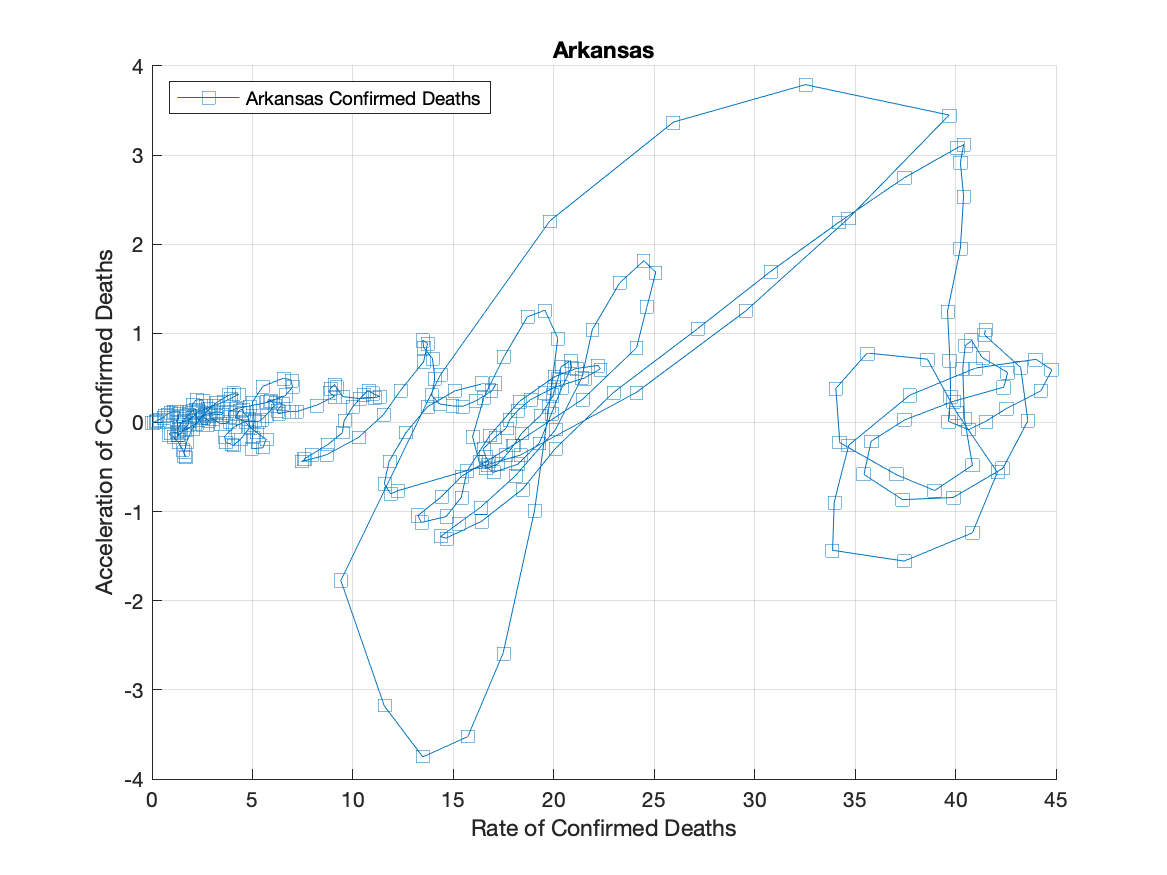 Arkansas
Arkansas Confirmed Deaths
4
3
2
1
0
-1
-2
-3
-4
Acceleration of Confirmed Deaths
0 5 10 15 20 25 30 35 40 45
Rate of Confirmed Deaths